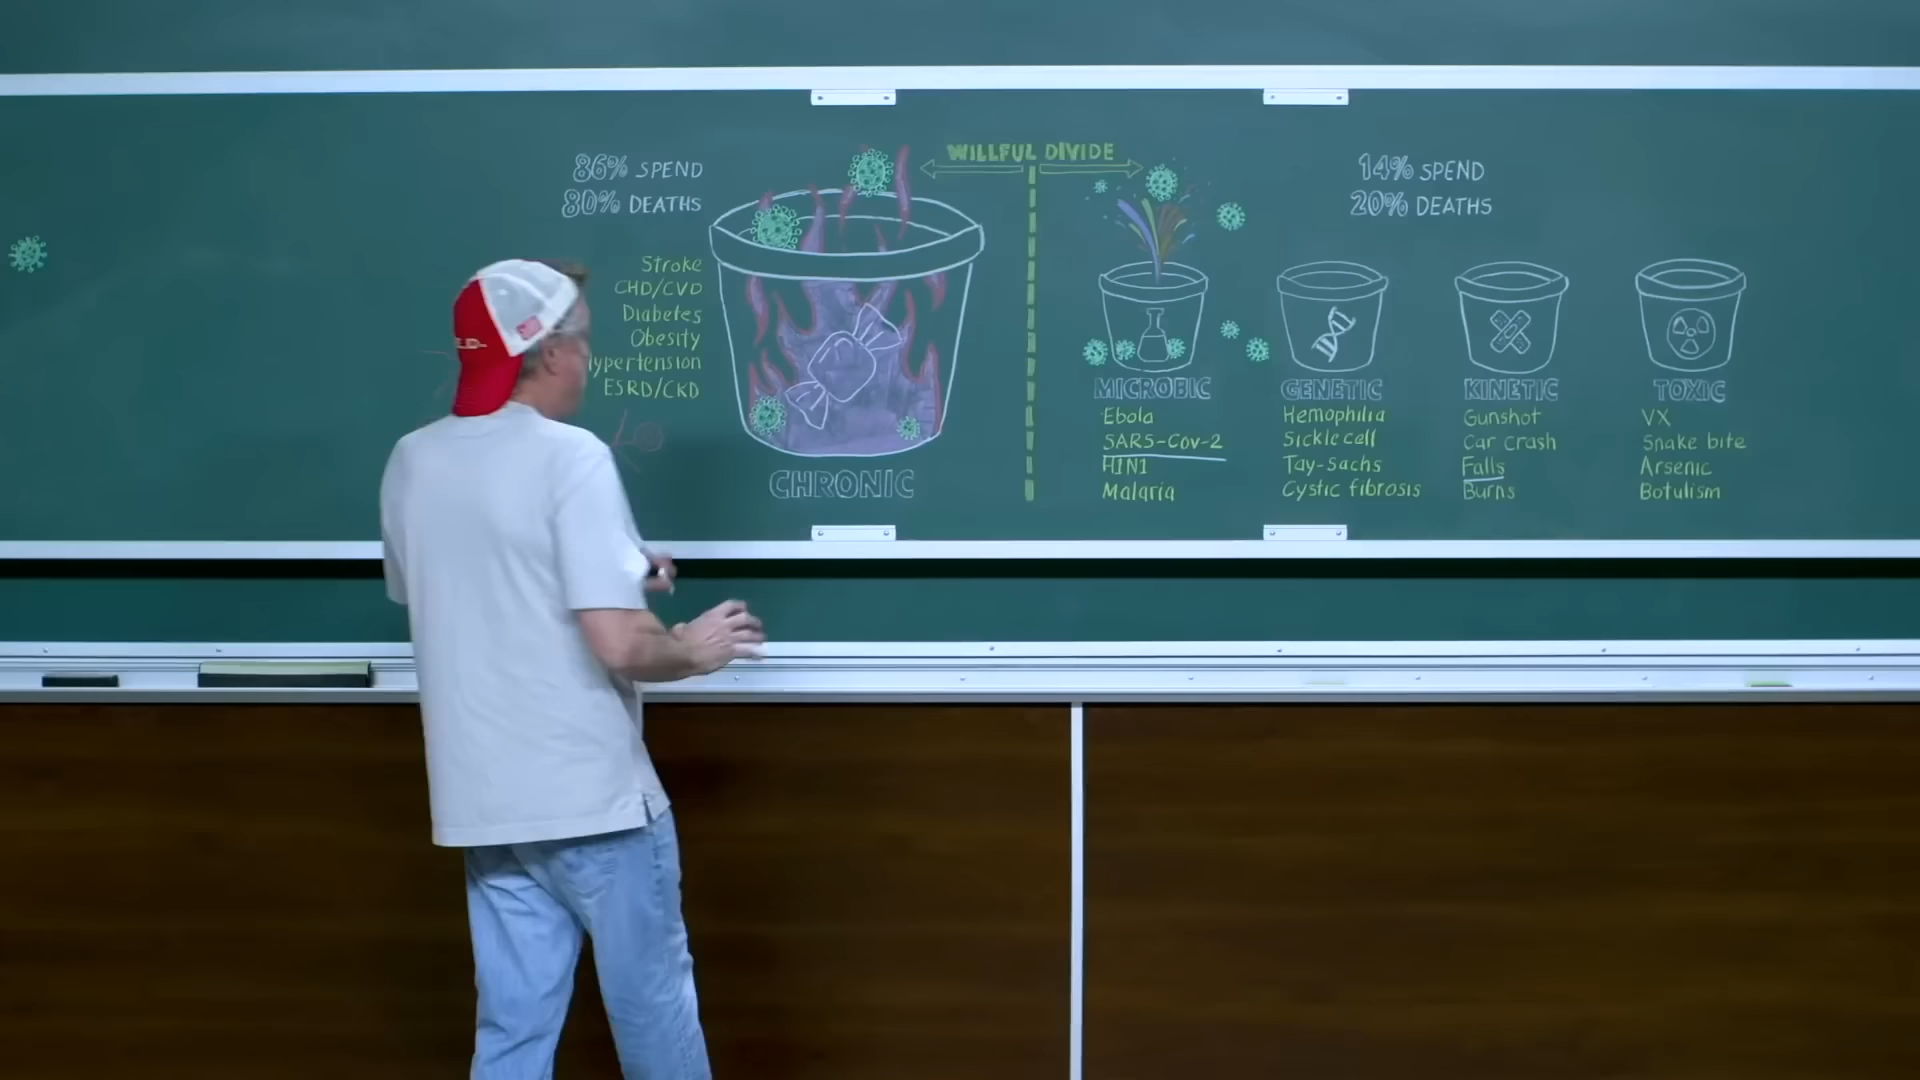 WILLFUL DIVIDE
86% SPEND
80% DEATHS
14% SPEND
20% DEATHS
Stroke
CHD/CVD
Diabetes
Obesity
ypertension
ESRD/CKD
CHRONIC
MICROBIC
Ebola
SARS-Cov-2
H1N1
Malaria
GENETIC
Hemophilia
Sickle cell
Tay-Sachs
Cystic fibrosis
KINETIC
Gunshot
Car crash
Falls
Burns
TOXIC
VX
Snake bite
Arsenic
Botulism